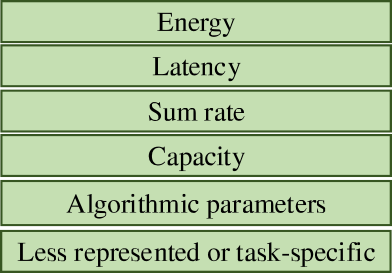 Energy
Latency
Sum rate
Capacity
Algorithmic parameters
Less represented or task-specific